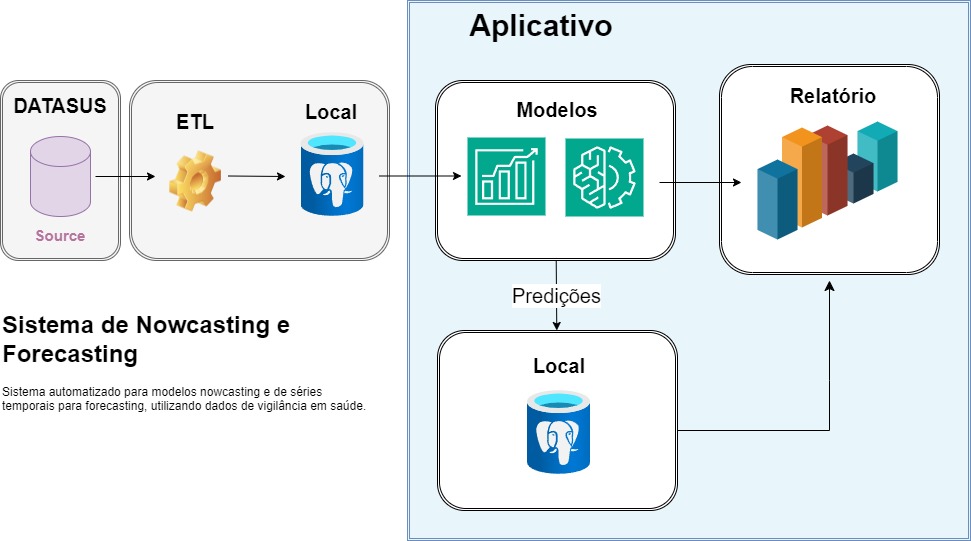 Aplicativo
DATASUS
ETL
Local
Modelos
Relatório
Source
Predições
Local
Sistema de Nowcasting e
Forecasting
Sistema automatizado para modelos nowcasting e de séries
temporais para forecasting, utilizando dados de vigilância em saúde.